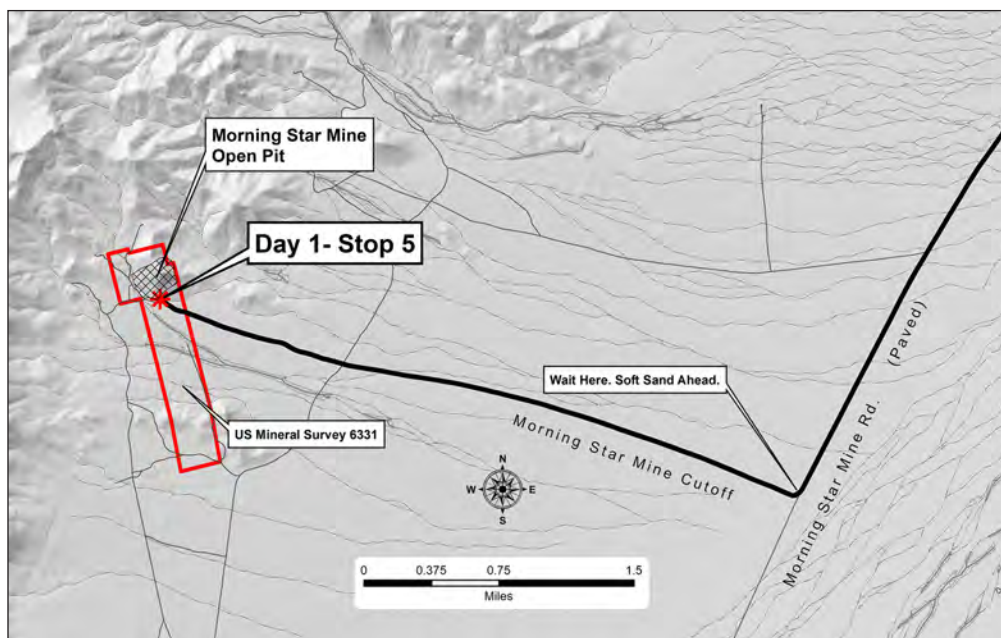 Morning Star Mine
Open Pit
Day 1- Stop 5
Wait Here. Soft Sand Ahead.
US Mineral Survey 6331
Morning Star Mine Cutoff
Morning Star Mine Rd. (Paved)
N
W E
S
0 0.375 0.75 1.5
Miles